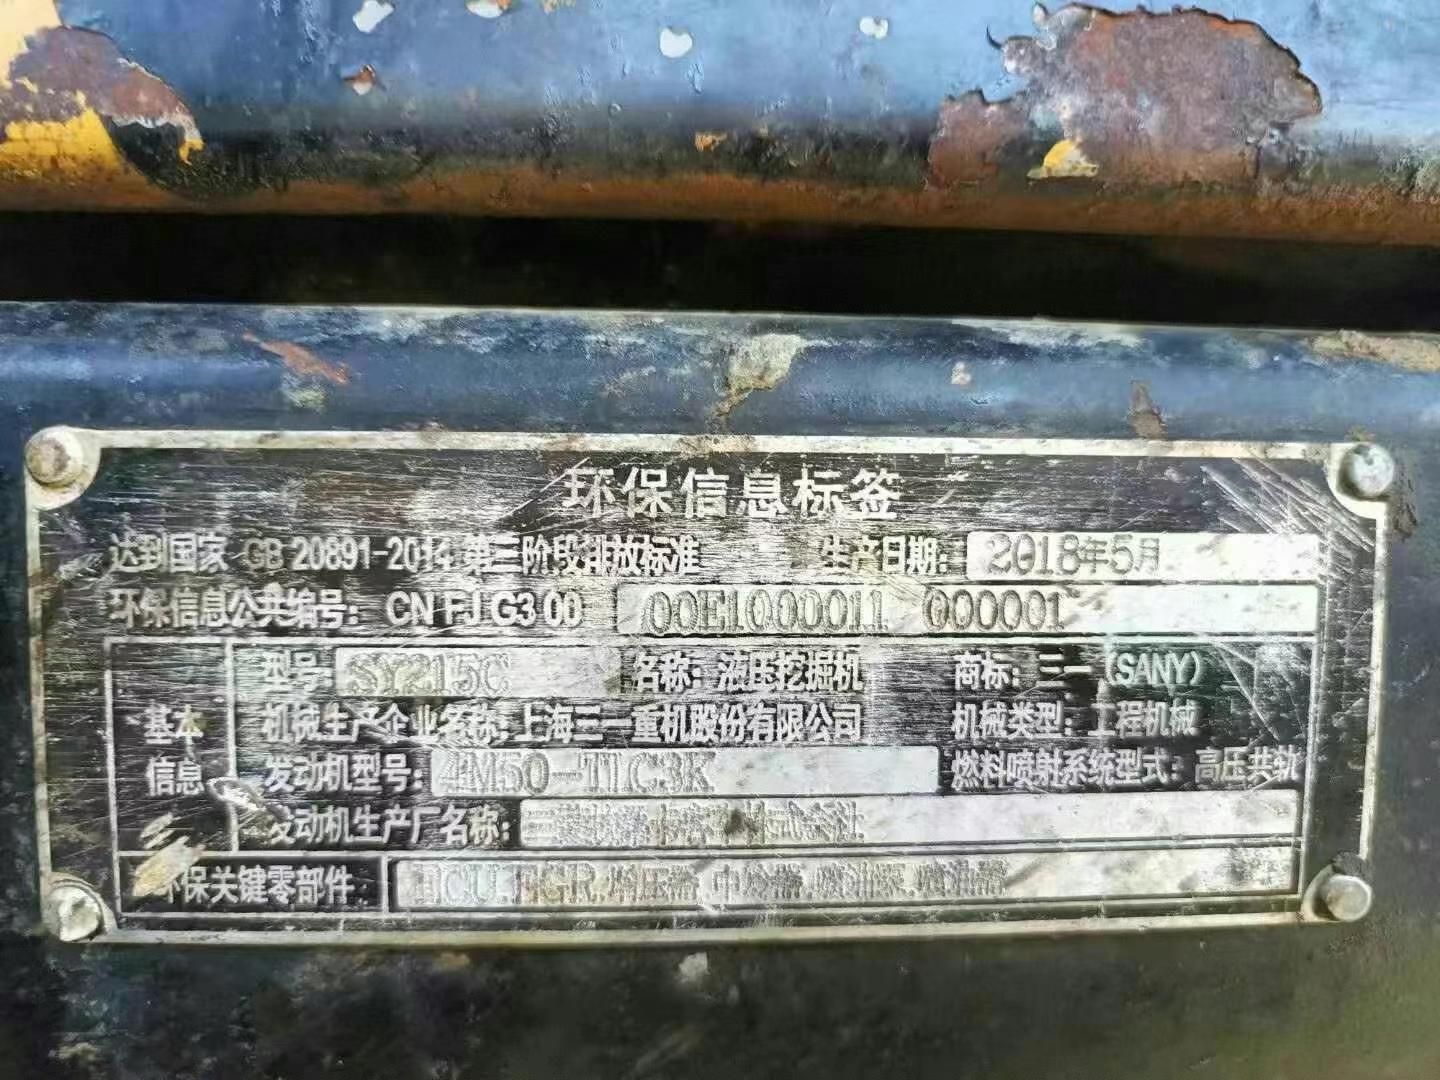 环保信息标签
达到国家 GB 20891-2014 第三阶段排放标准 生产日期: 2018年5月
环保信息公共编号: CN FJ G3 00 00E1000011 000001
型号: SY215C 名称: 液压挖掘机 商标: 三一 (SANY)
基本信息
机械生产企业名称: 上海三一重机股份有限公司 机械类型: 工程机械
发动机型号: 4M50-TLC3K 燃料喷射系统型式: 高压共轨
发动机生产厂名称:
环保关键零部件: ECU.EGR.增压器.中冷器.喷油泵.喷油器